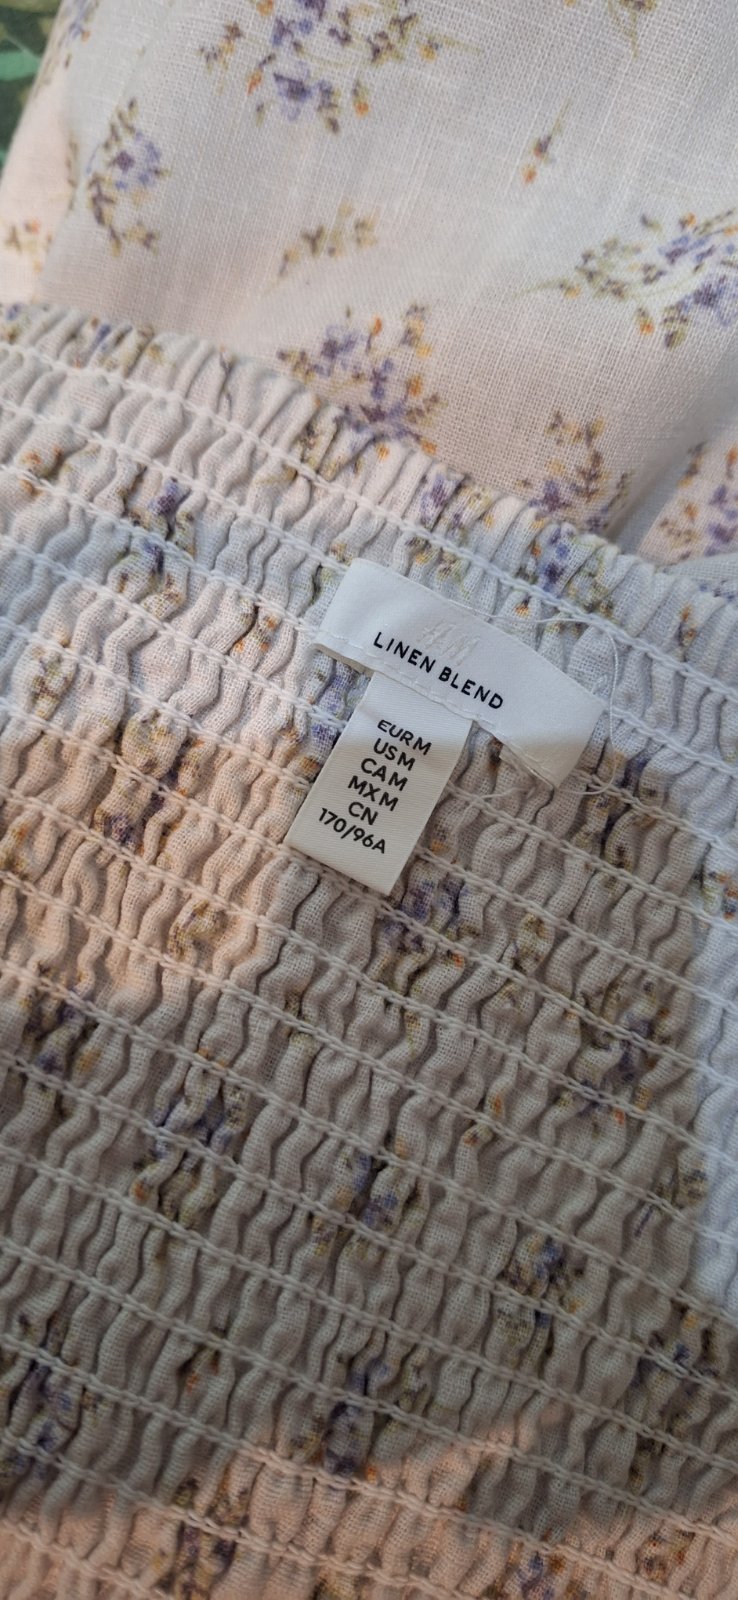 H&M
LINEN BLEND
EUR M
US M
CA M
MX M
CN
170/96A